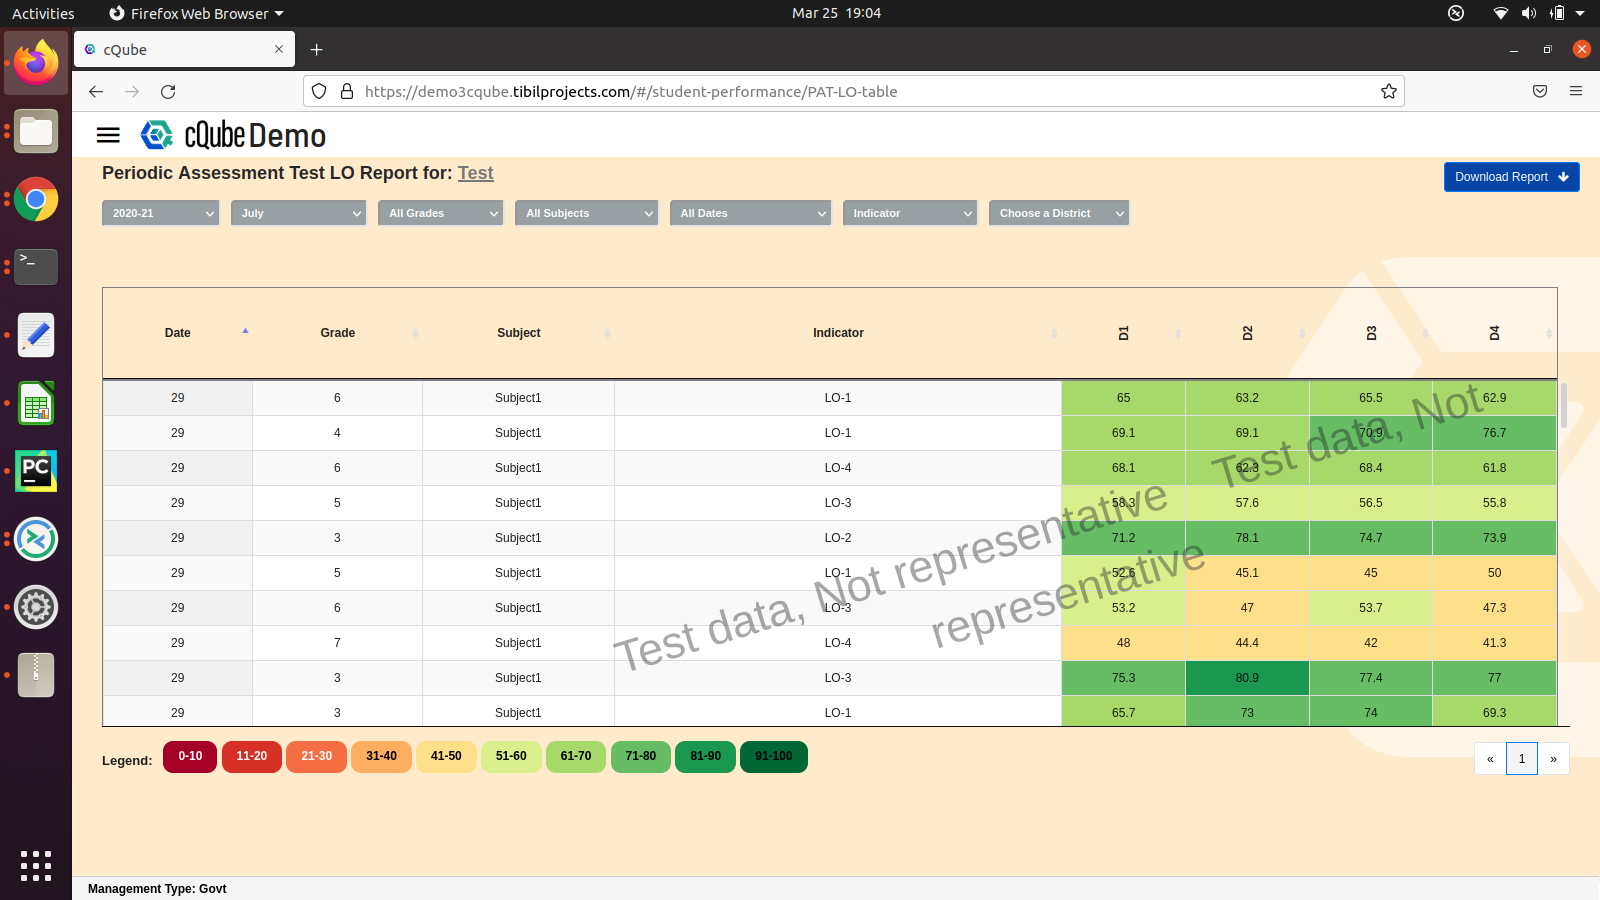 Activities Firefox Web Browser Mar 25 19:04
cQube
https://demo3cqube.tibilprojects.com/#/student-performance/PAT-LO-table
cQube Demo
Periodic Assessment Test LO Report for: Test
Download Report
2020-21 July All Grades All Subjects All Dates Indicator Choose a District
Date Grade Subject Indicator D1 D2 D3 D4
29 6 Subject1 LO-1 65 63.2 65.5 62.9
29 4 Subject1 LO-1 69.1 69.1 70.9 76.7
29 6 Subject1 LO-4 68.1 62.3 68.4 61.8
29 5 Subject1 LO-3 58.3 57.6 56.5 55.8
29 3 Subject1 LO-2 71.2 78.1 74.7 73.9
29 5 Subject1 LO-1 52.6 45.1 45 50
29 6 Subject1 LO-3 53.2 47 53.7 47.3
29 7 Subject1 LO-4 48 44.4 42 41.3
29 3 Subject1 LO-3 75.3 80.9 77.4 77
29 3 Subject1 LO-1 65.7 73 74 69.3
Test data, Not representative
Test data, Not
representative
Legend: 0-10 11-20 21-30 31-40 41-50 51-60 61-70 71-80 81-90 91-100
« 1 »
Management Type: Govt
>_
PC